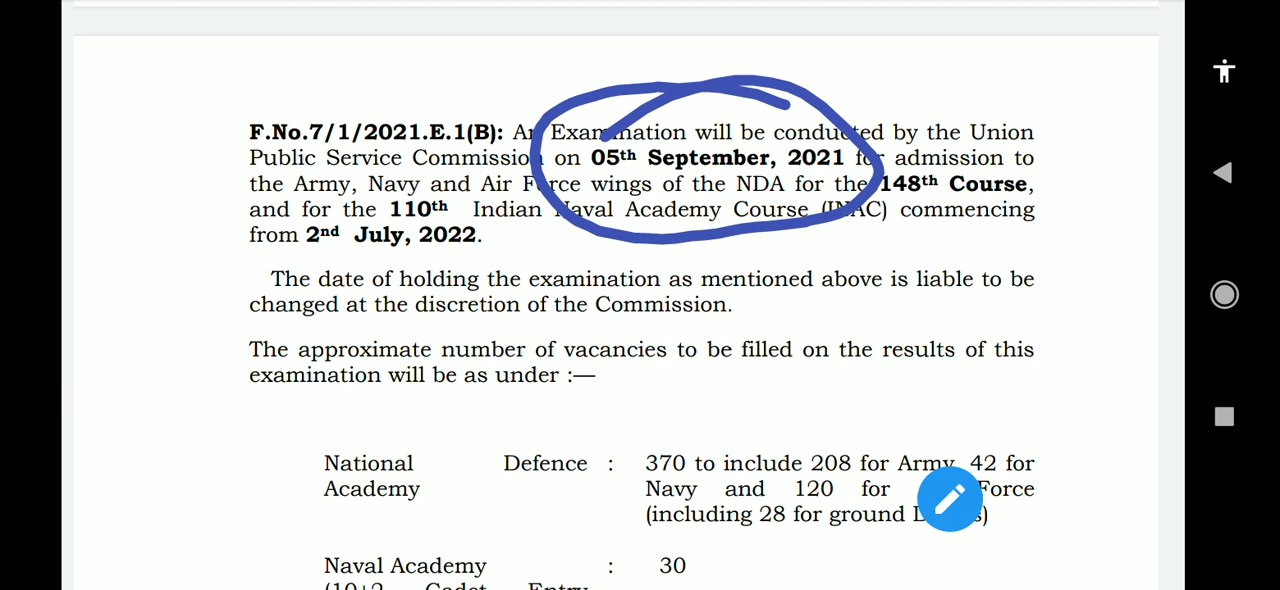 F.No.7/1/2021.E.1(B): An Examination will be conducted by the Union
Public Service Commission on 05th September, 2021 for admission to
the Army, Navy and Air Force wings of the NDA for the 148th Course,
and for the 110th Indian Naval Academy Course (INAC) commencing
from 2nd July, 2022.
The date of holding the examination as mentioned above is liable to be
changed at the discretion of the Commission.
The approximate number of vacancies to be filled on the results of this
examination will be as under :—
National Defence : 370 to include 208 for Army, 42 for
Academy Navy and 120 for Force
(including 28 for ground
Naval Academy : 30
(10+2 Cadet Entry